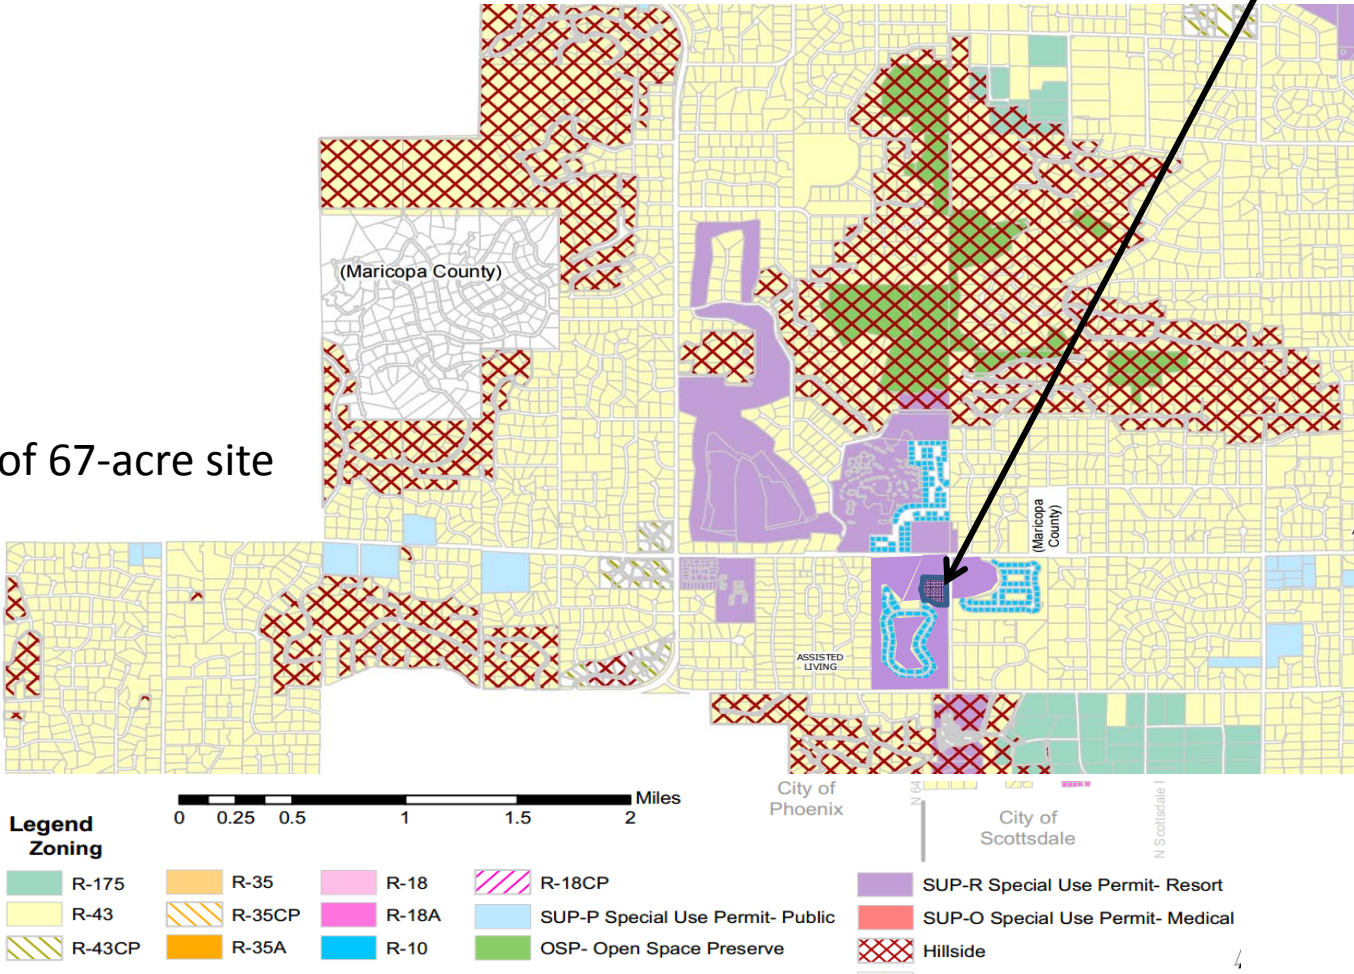 (Maricopa County)
of 67-acre site
(Maricopa
County)
ASSISTED
LIVING
Miles
0 0.25 0.5 1 1.5 2
City of
Phoenix
N 64
City of
Scottsdale
N Scottsdale
Legend
Zoning
R-175
R-43
R-43CP
R-35
R-35CP
R-35A
R-18
R-18A
R-10
R-18CP
SUP-P Special Use Permit- Public
OSP- Open Space Preserve
SUP-R Special Use Permit- Resort
SUP-O Special Use Permit- Medical
Hillside